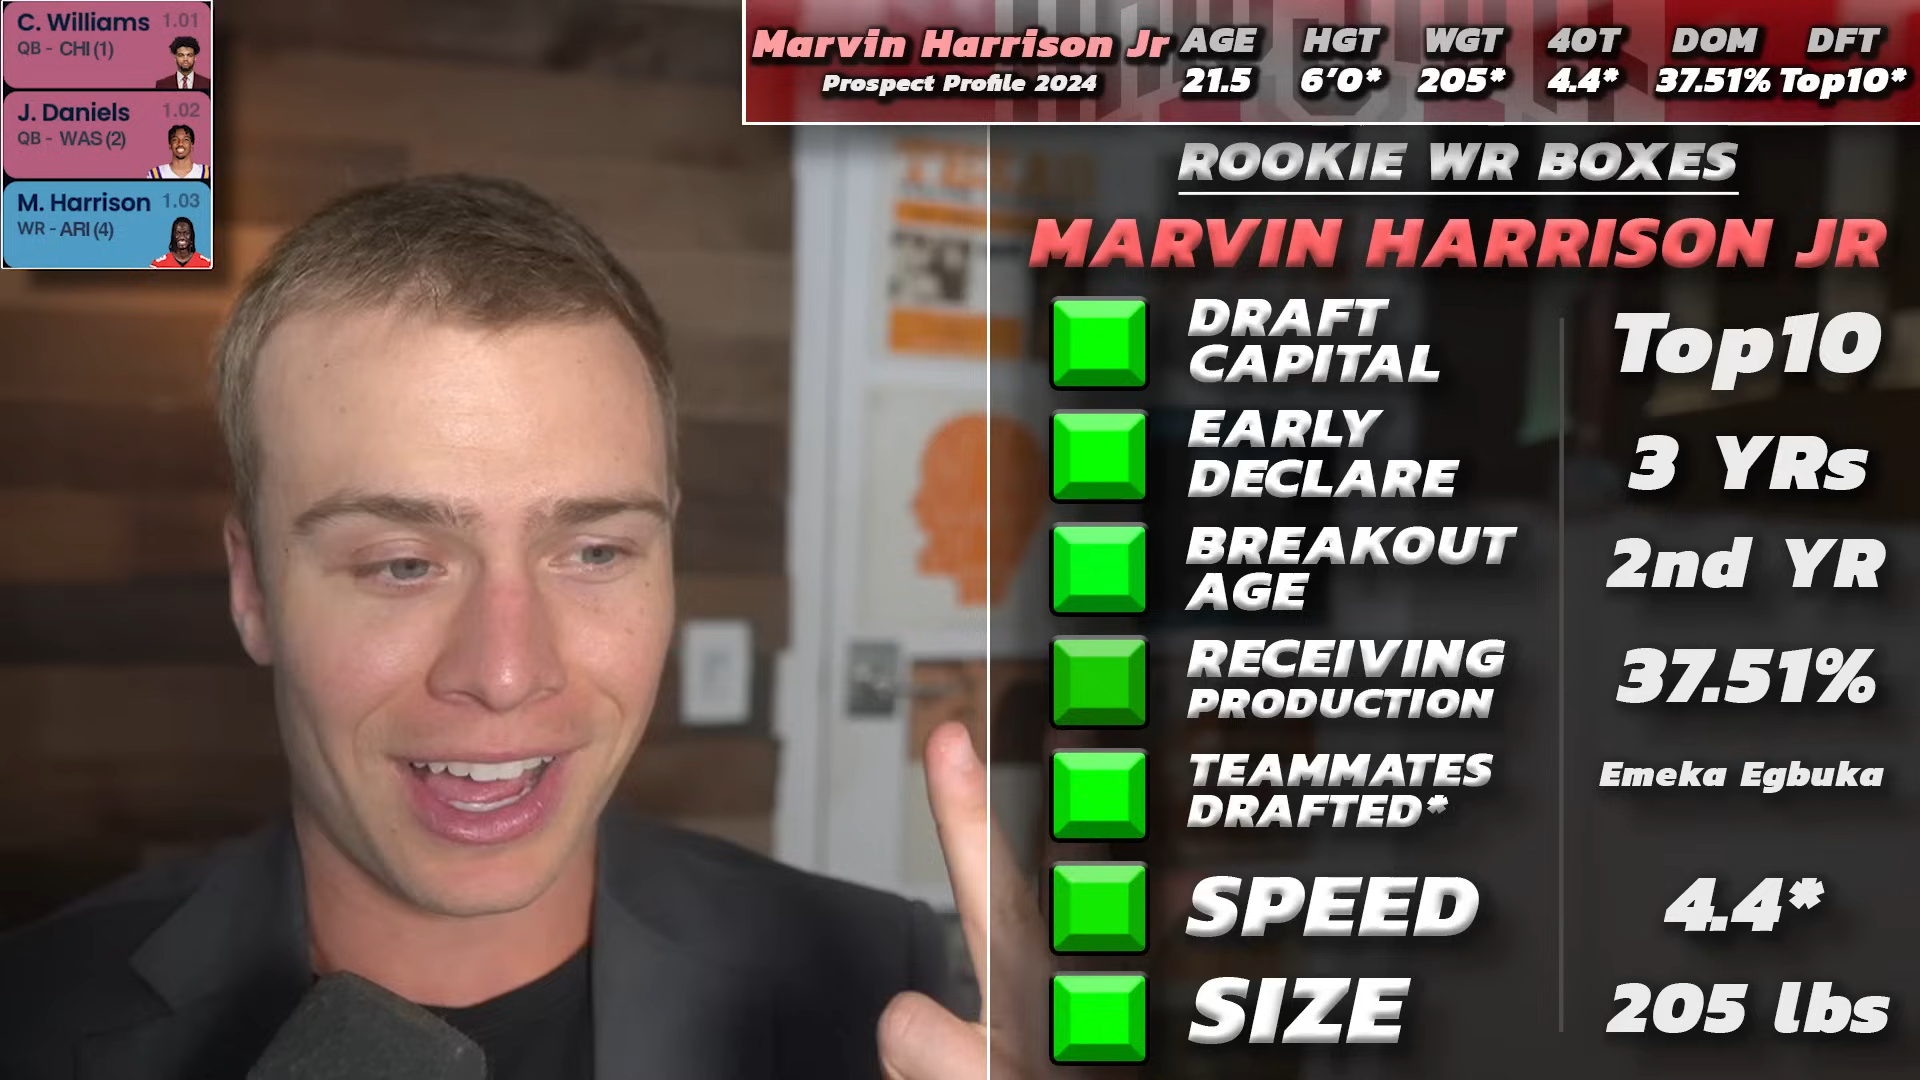 C. Williams 1.01
QB - CHI (1)
J. Daniels 1.02
QB - WAS (2)
M. Harrison 1.03
WR - ARI (4)
Marvin Harrison Jr
Prospect Profile 2024
AGE HGT WGT 40T DOM DFT
21.5 6'0* 205* 4.4* 37.51% Top10*
ROOKIE WR BOXES
MARVIN HARRISON JR
DRAFT
CAPITAL
Top10
EARLY
DECLARE
3 YRs
BREAKOUT
AGE
2nd YR
RECEIVING
PRODUCTION
37.51%
TEAMMATES
DRAFTED*
Emeka Egbuka
SPEED
4.4*
SIZE
205 lbs